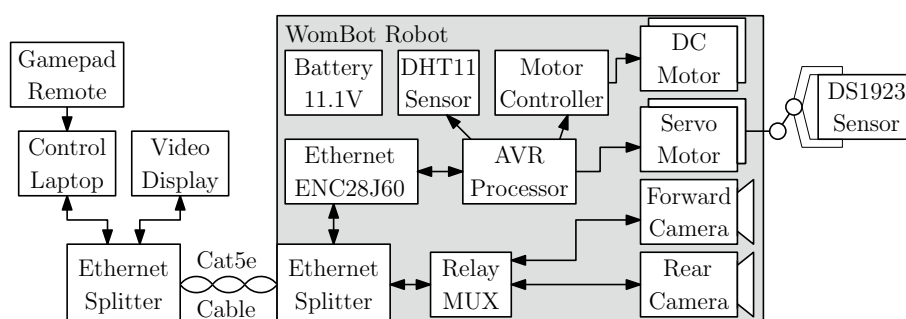 WomBot Robot
Gamepad
Remote
Control
Laptop
Video
Display
Ethernet
Splitter
Cat5e
Cable
Battery
11.1V
DHT11
Sensor
Motor
Controller
DC
Motor
Ethernet
ENC28J60
AVR
Processor
Servo
Motor
DS1923
Sensor
Ethernet
Splitter
Relay
MUX
Forward
Camera
Rear
Camera